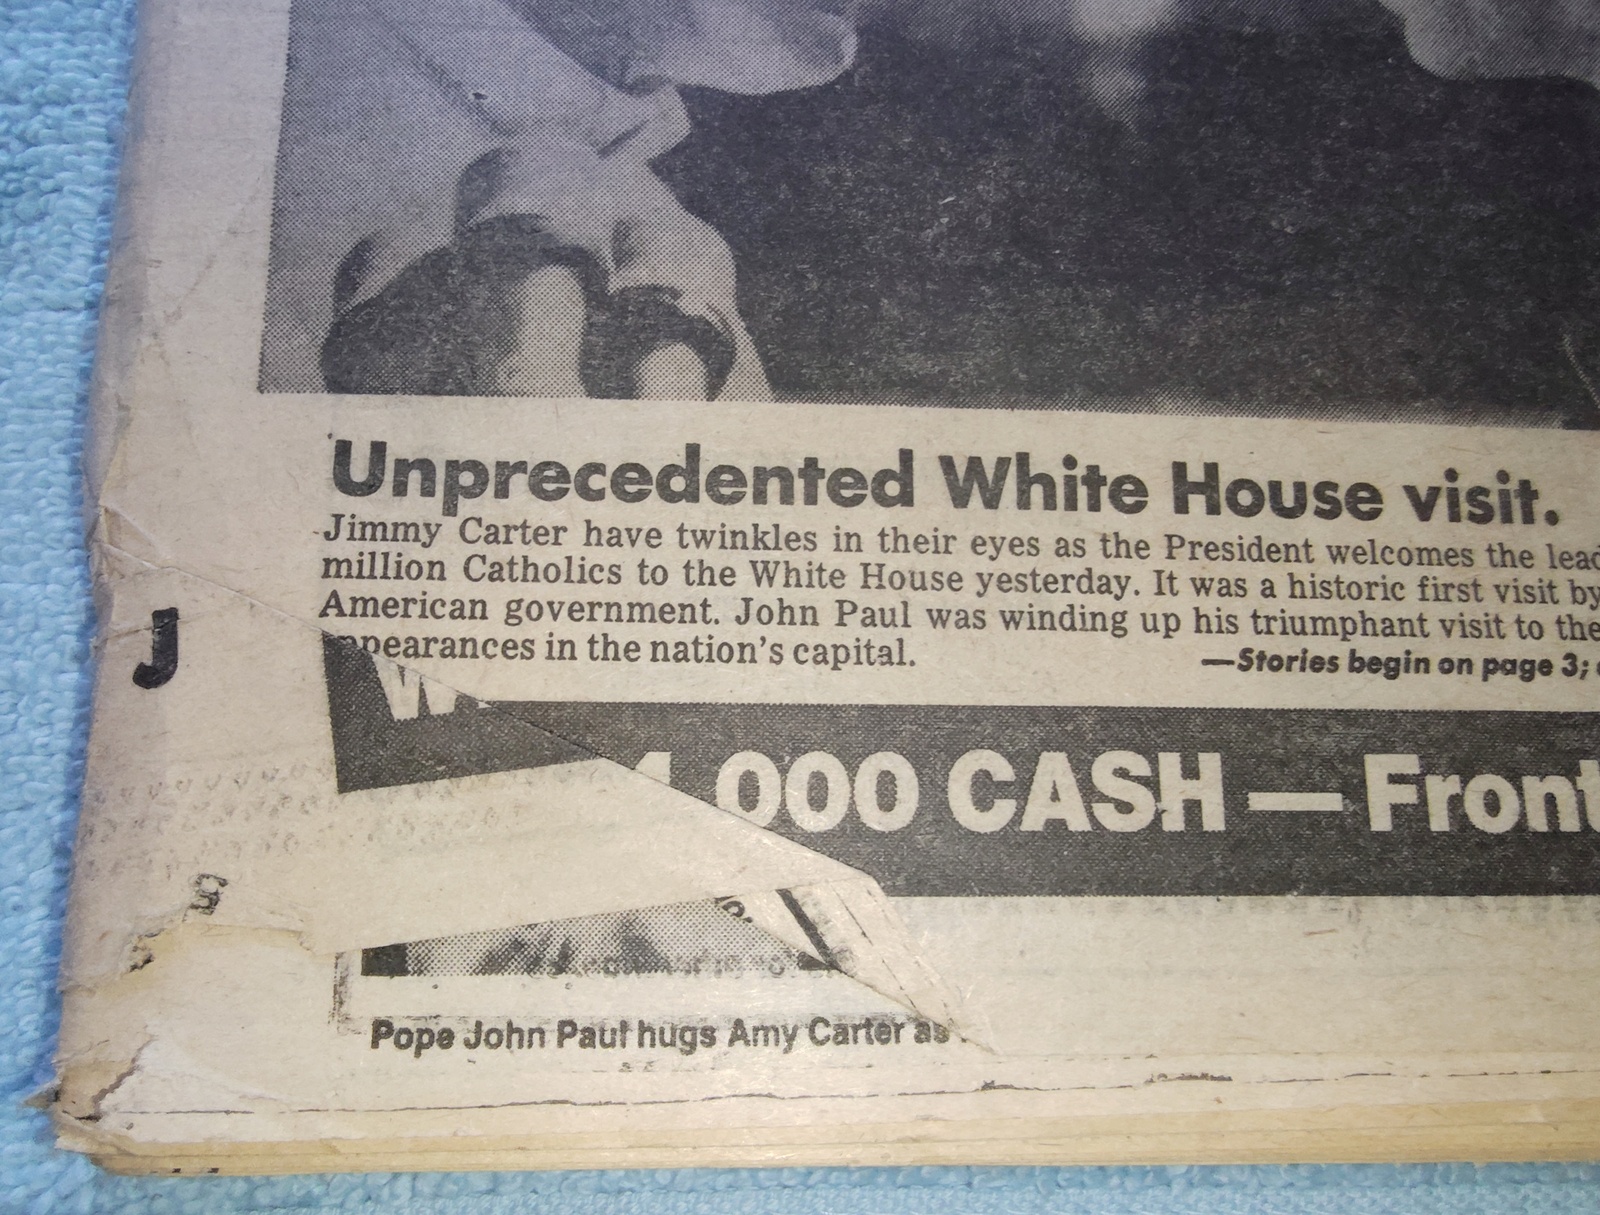 Unprecedented White House visit.
Jimmy Carter have twinkles in their eyes as the President welcomes the lead
million Catholics to the White House yesterday. It was a historic first visit by
American government. John Paul was winding up his triumphant visit to the
ppearances in the nation's capital.
—Stories begin on page 3;
J
W
1,000 CASH — Front
Pope John Paul hugs Amy Carter as